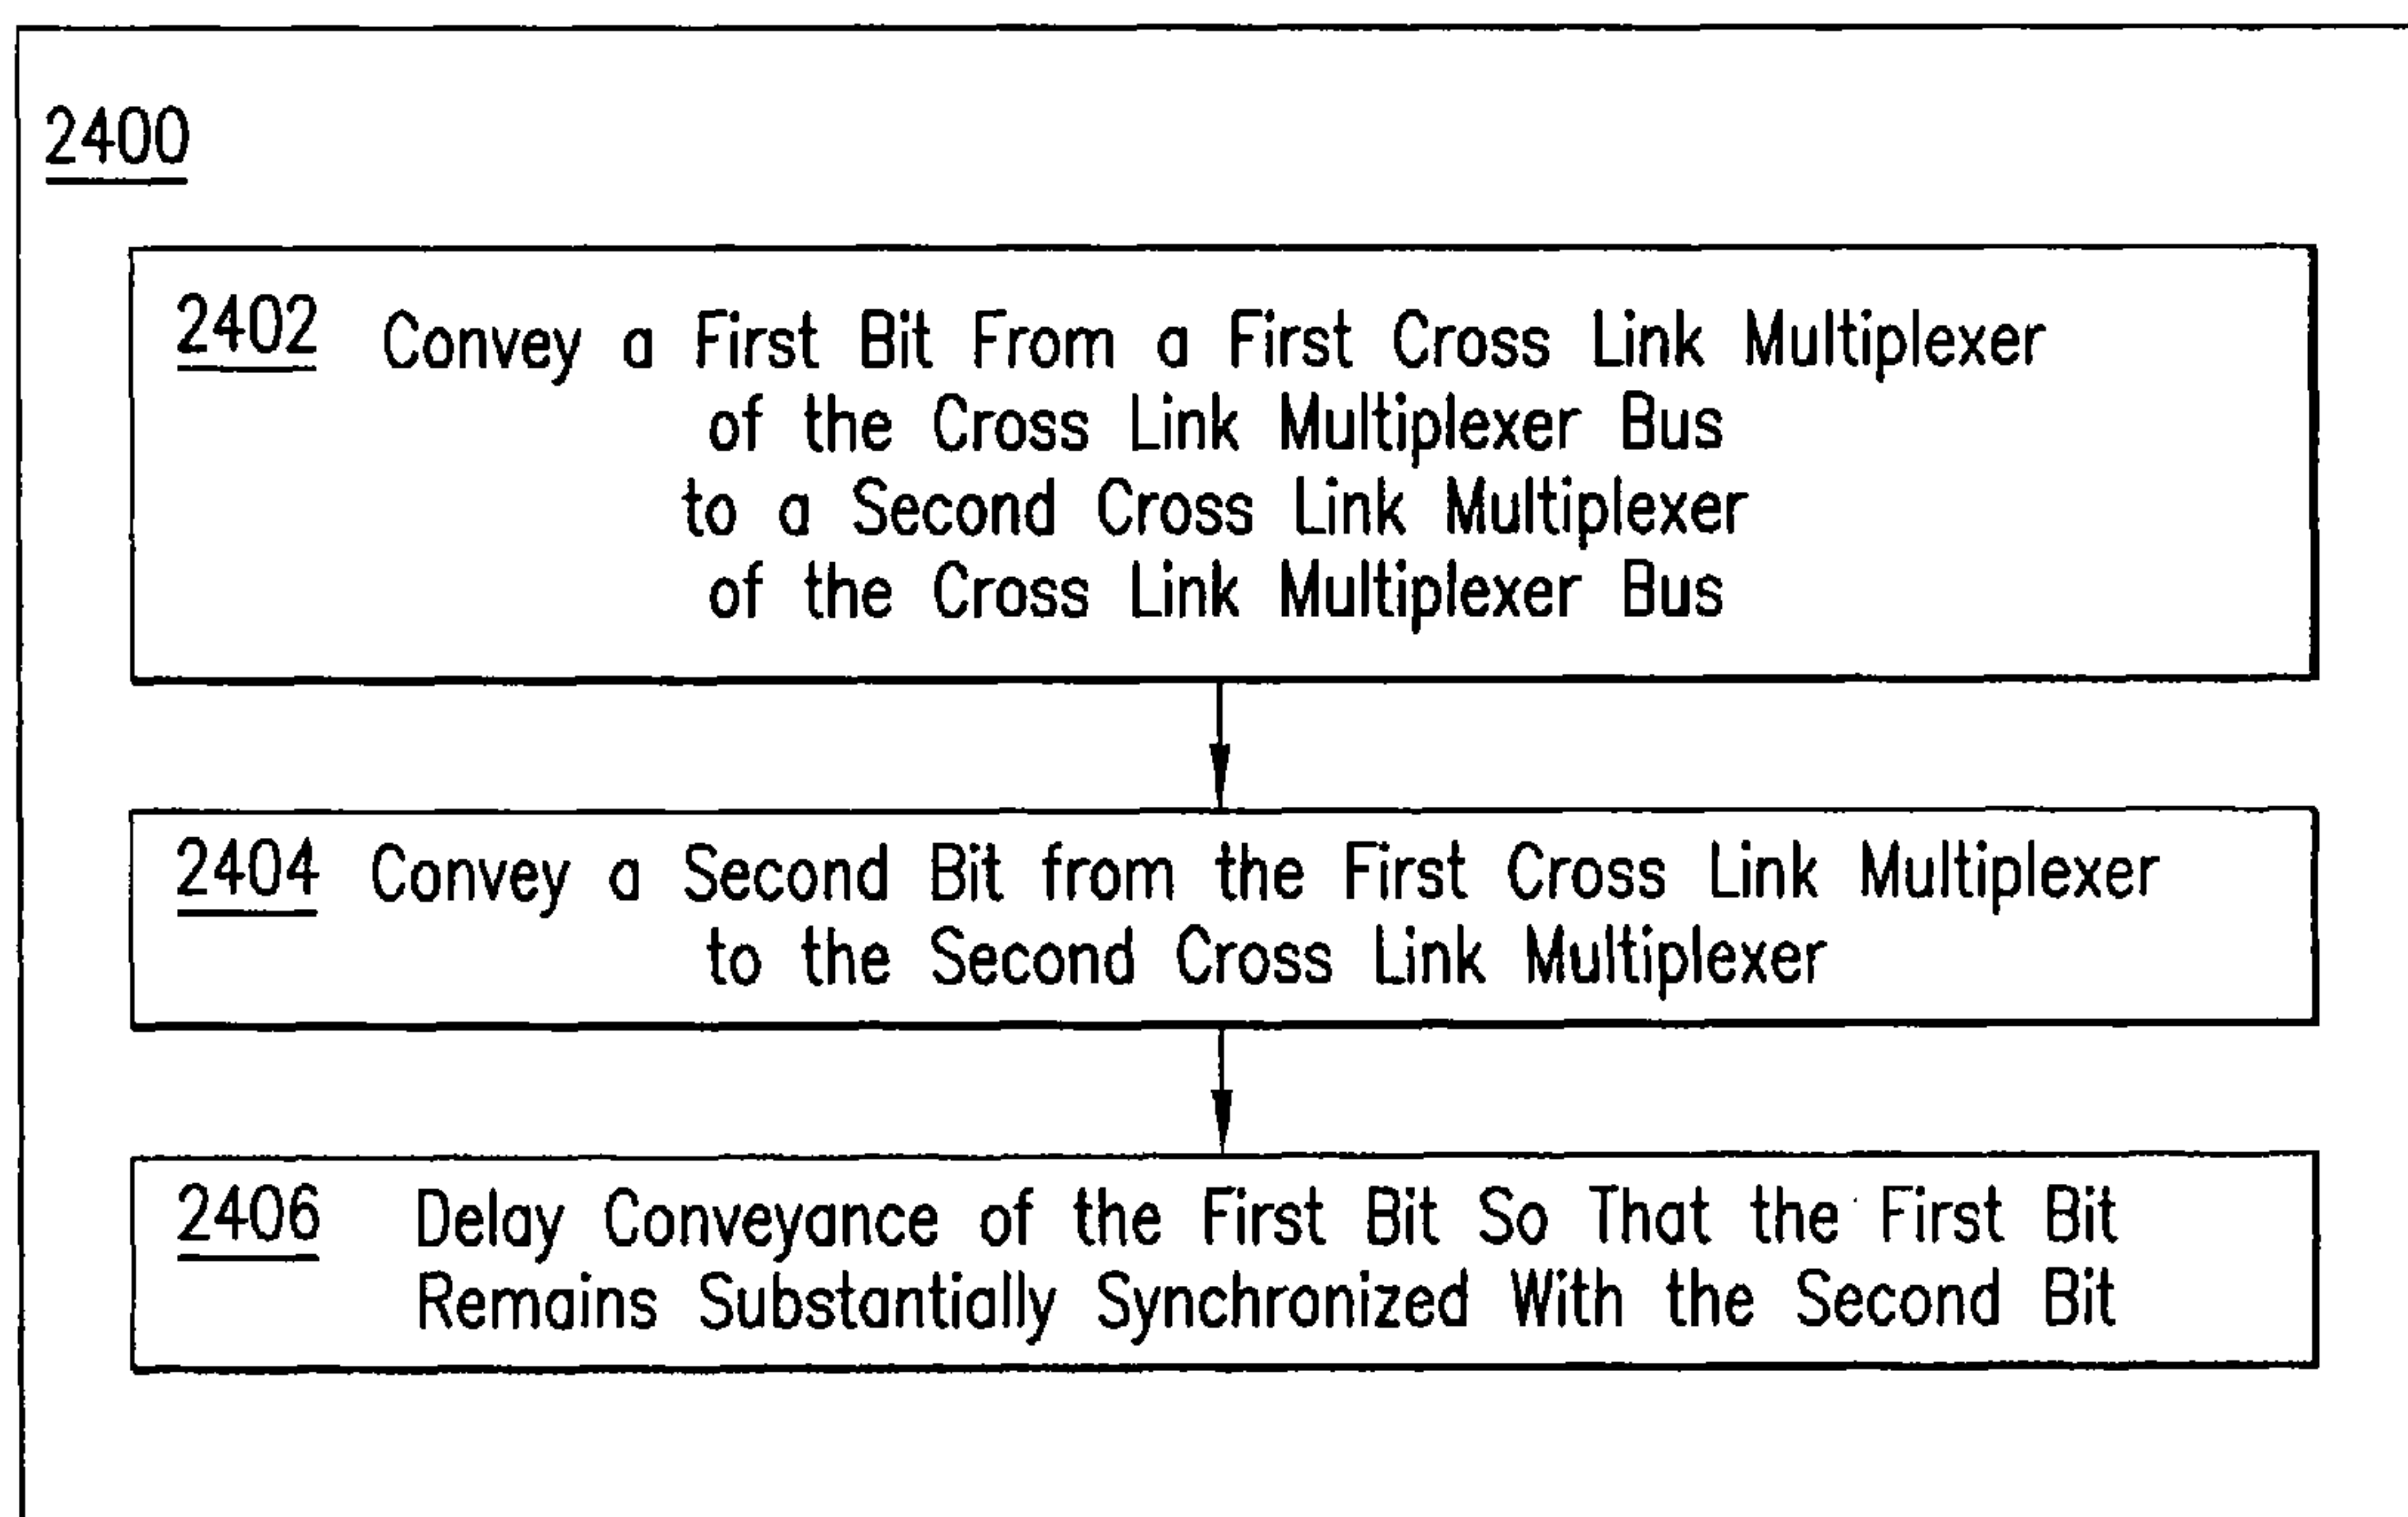 2400
2402 Convey a First Bit From a First Cross Link Multiplexer
of the Cross Link Multiplexer Bus
to a Second Cross Link Multiplexer
of the Cross Link Multiplexer Bus
2404 Convey a Second Bit from the First Cross Link Multiplexer
to the Second Cross Link Multiplexer
2406 Delay Conveyance of the First Bit So That the First Bit
Remains Substantially Synchronized With the Second Bit